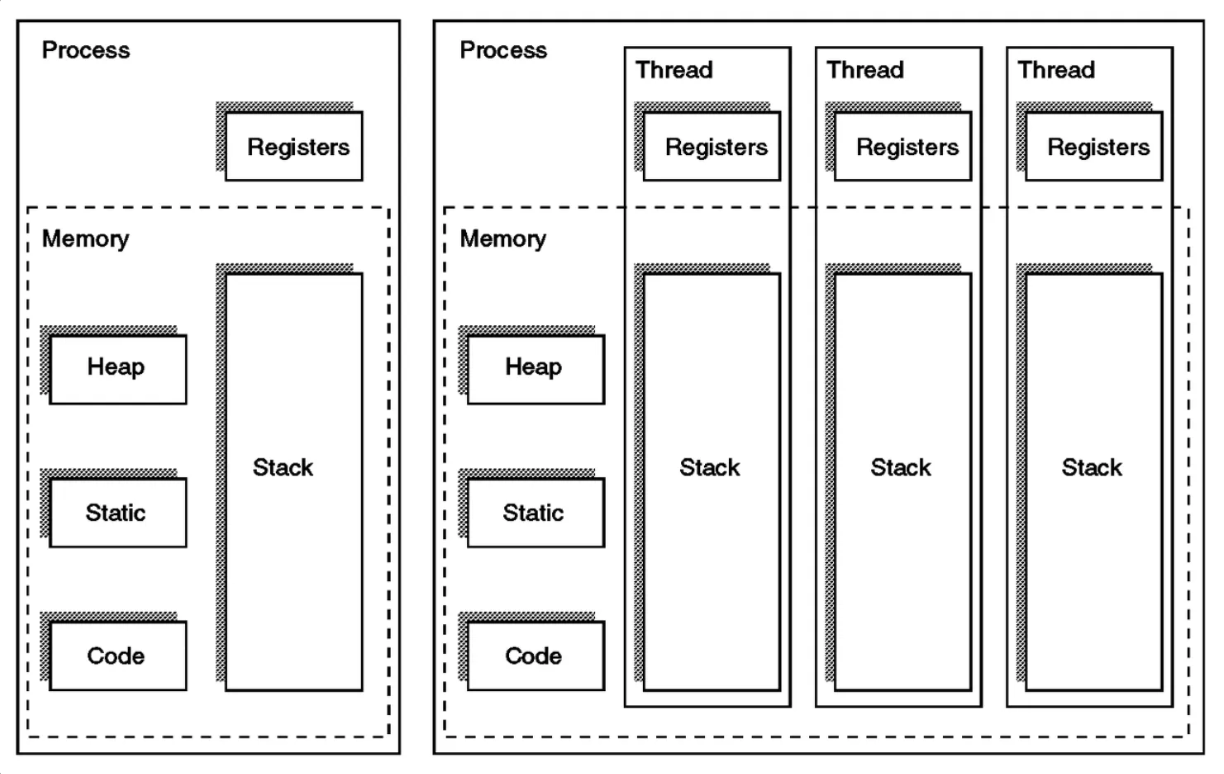 Process
Registers
Memory
Heap
Stack
Static
Code
Process
Thread
Thread
Thread
Registers
Registers
Registers
Memory
Heap
Stack
Stack
Stack
Static
Code